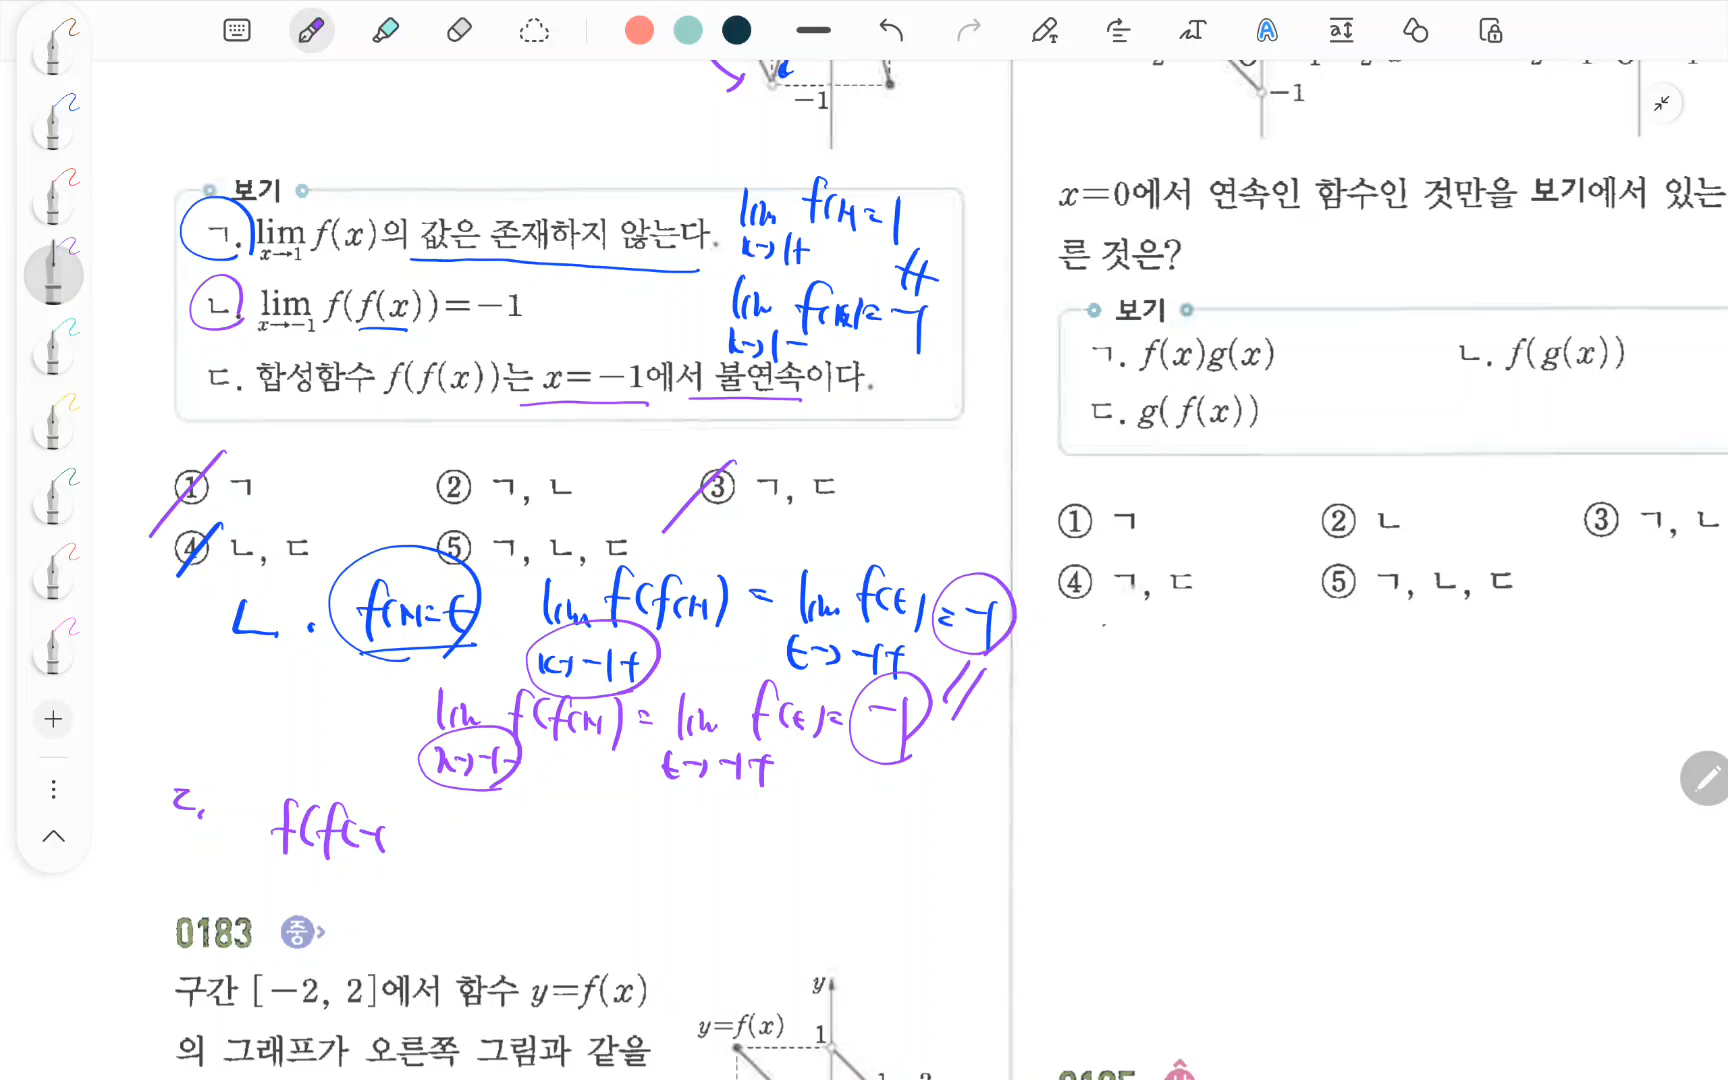 -1
보기
ㄱ. lim x→1 f(x)의 값은 존재하지 않는다.
lim x→1+ f(x)=1
ㄴ. lim x→-1 f(f(x))=-1
lim x→1- f(x)=-1
ㄷ. 합성함수 f(f(x))는 x=-1에서 불연속이다.
① ㄱ ② ㄱ, ㄴ ③ ㄱ, ㄷ
④ ㄴ, ㄷ ⑤ ㄱ, ㄴ, ㄷ
ㄴ. f(x)=t lim x→-1+ f(f(x)) = lim t→-1+ f(t) = -1
lim x→-1- f(f(x)) = lim t→-1+ f(t) = -1
ㄷ. f(f(-1
0183 중
구간 [-2, 2]에서 함수 y=f(x)
의 그래프가 오른쪽 그림과 같을
y
y=f(x) 1
-1
x=0에서 연속인 함수인 것만을 보기에서 있는
른 것은?
보기
ㄱ. f(x)g(x) ㄴ. f(g(x))
ㄷ. g(f(x))
① ㄱ ② ㄴ ③ ㄱ, ㄴ
④ ㄱ, ㄷ ⑤ ㄱ, ㄴ, ㄷ